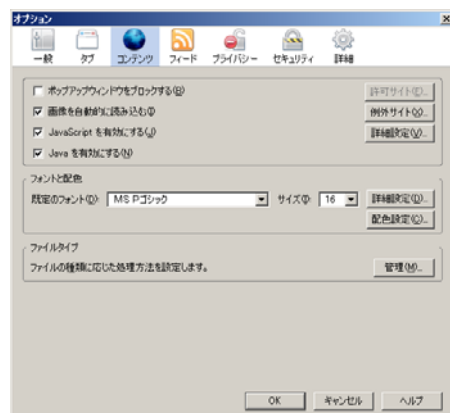 オプション
一般 タブ コンテンツ フィード プライバシー セキュリティ 詳細
ポップアップウィンドウをブロックする(B) 許可サイト(E)...
画像を自動的に読み込む(I) 例外サイト(X)...
JavaScript を有効にする(J) 詳細設定(V)...
Java を有効にする(N)
フォントと配色
既定のフォント(D): MS Pゴシック サイズ(S): 16 詳細設定(D)...
配色設定(C)...
ファイルタイプ
ファイルの種類に応じた処理方法を設定します。 管理(M)...
OK キャンセル ヘルプ